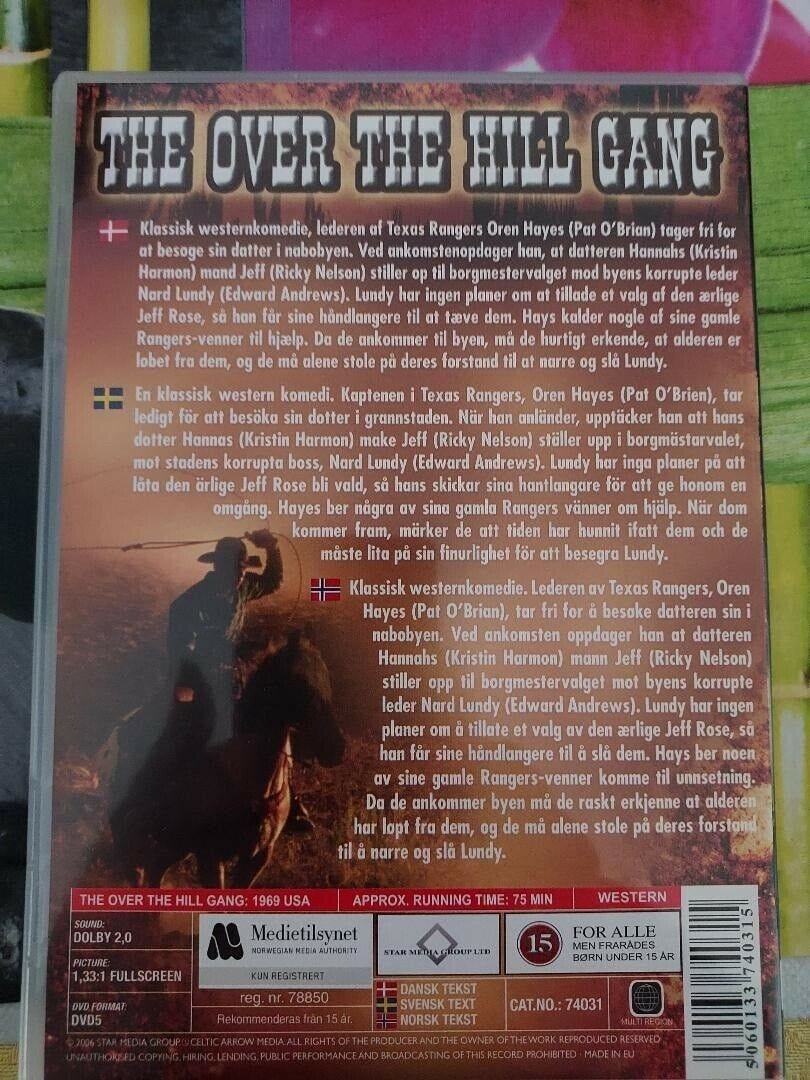 THE OVER THE HILL GANG
Klassisk westernkomedie, lederen af Texas Rangers Oren Hayes (Pat O'Brian) tager fri for
at besøge sin datter i nabobyen. Ved ankomstenopdager han, at datteren Hannahs (Kristin
Harmon) mand Jeff (Ricky Nelson) stiller op til borgmestervalget mod byens korrupte leder
Nard Lundy (Edward Andrews). Lundy har ingen planer om at tillade et valg af den ærlige
Jeff Rose, så han får sine håndlangere til at tæve dem. Hays kalder nogle af sine gamle
Rangers-venner til hjælp. Da de ankommer til byen, må de hurtigt erkende, at alderen er
løbet fra dem, og de må alene stole på deres forstand til at narre og slå Lundy.
En klassisk western komedi. Kaptenen i Texas Rangers, Oren Hayes (Pat O'Brien), tar
ledigt för att besöka sin dotter i grannstaden. När han anländer, upptäcker han att hans
dotter Hannas (Kristin Harmon) make Jeff (Ricky Nelson) ställer upp i borgmästarvalet,
mot stadens korrupta boss, Nard Lundy (Edward Andrews). Lundy har inga planer på att
låta den ärlige Jeff Rose bli vald, så hans skickar sina hantlangare för att ge honom en
omgång. Hayes ber några av sina gamla Rangers vänner om hjälp. När dom
kommer fram, märker de att tiden har hunnit ifatt dem och de
måste lita på sin finurlighet för att besegra Lundy.
Klassisk westernkomedie. Lederen av Texas Rangers, Oren
Hayes (Pat O'Brian), tar fri for å besøke datteren sin i
nabobyen. Ved ankomsten oppdager han at datteren
Hannahs (Kristin Harmon) mann Jeff (Ricky Nelson)
stiller opp til borgmestervalget mot byens korrupte
leder Nard Lundy (Edward Andrews). Lundy har ingen
planer om å tillate et valg av den ærlige Jeff Rose, så
han får sine håndlangere til å slå dem. Hays ber noen
av sine gamle Rangers-venner komme til unnsetning.
Da de ankommer byen må de raskt erkjenne at alderen
har løpt fra dem, og de må alene stole på deres forstand
til å narre og slå Lundy.
THE OVER THE HILL GANG: 1969 USA APPROX. RUNNING TIME: 75 MIN WESTERN
SOUND:
DOLBY 2,0
PICTURE:
1,33:1 FULLSCREEN
DVD FORMAT:
DVD5
Medietilsynet
NORWEGIAN MEDIA AUTHORITY
KUN REGISTRERT
reg. nr. 78850
Rekommenderas från 15 år.
STAR MEDIA GROUP LTD
DANSK TEKST
SVENSK TEXT
NORSK TEKST
15
FOR ALLE
MEN FRARÅDES
BØRN UNDER 15 ÅR
CAT.NO.: 74031
MULTI REGION
5 060133 740315
© 2006 STAR MEDIA GROUP / CELTIC ARROW MEDIA. ALL RIGHTS OF THE PRODUCER AND THE OWNER OF THE WORK REPRODUCED RESERVED
UNAUTHORISED COPYING, HIRING, LENDING, PUBLIC PERFORMANCE AND BROADCASTING OF THIS RECORD PROHIBITED · MADE IN EU